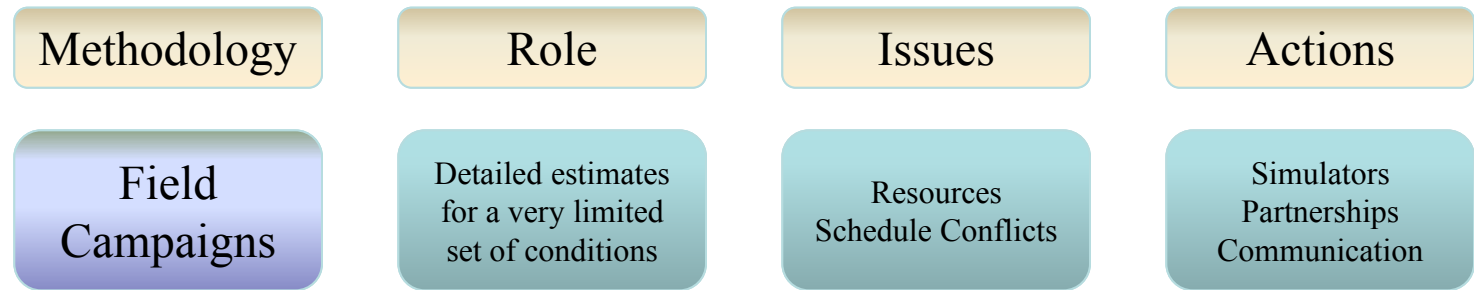 Methodology
Role
Issues
Actions
Field
Campaigns
Detailed estimates
for a very limited
set of conditions
Resources
Schedule Conflicts
Simulators
Partnerships
Communication